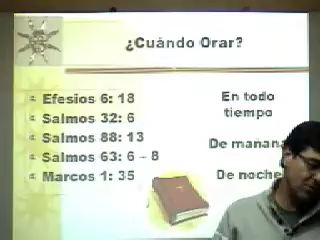 ¿Cuándo Orar?
Efesios 6: 18
Salmos 32: 6
Salmos 88: 13
Salmos 63: 6 - 8
Marcos 1: 35
En todo
tiempo
De mañana
De noche